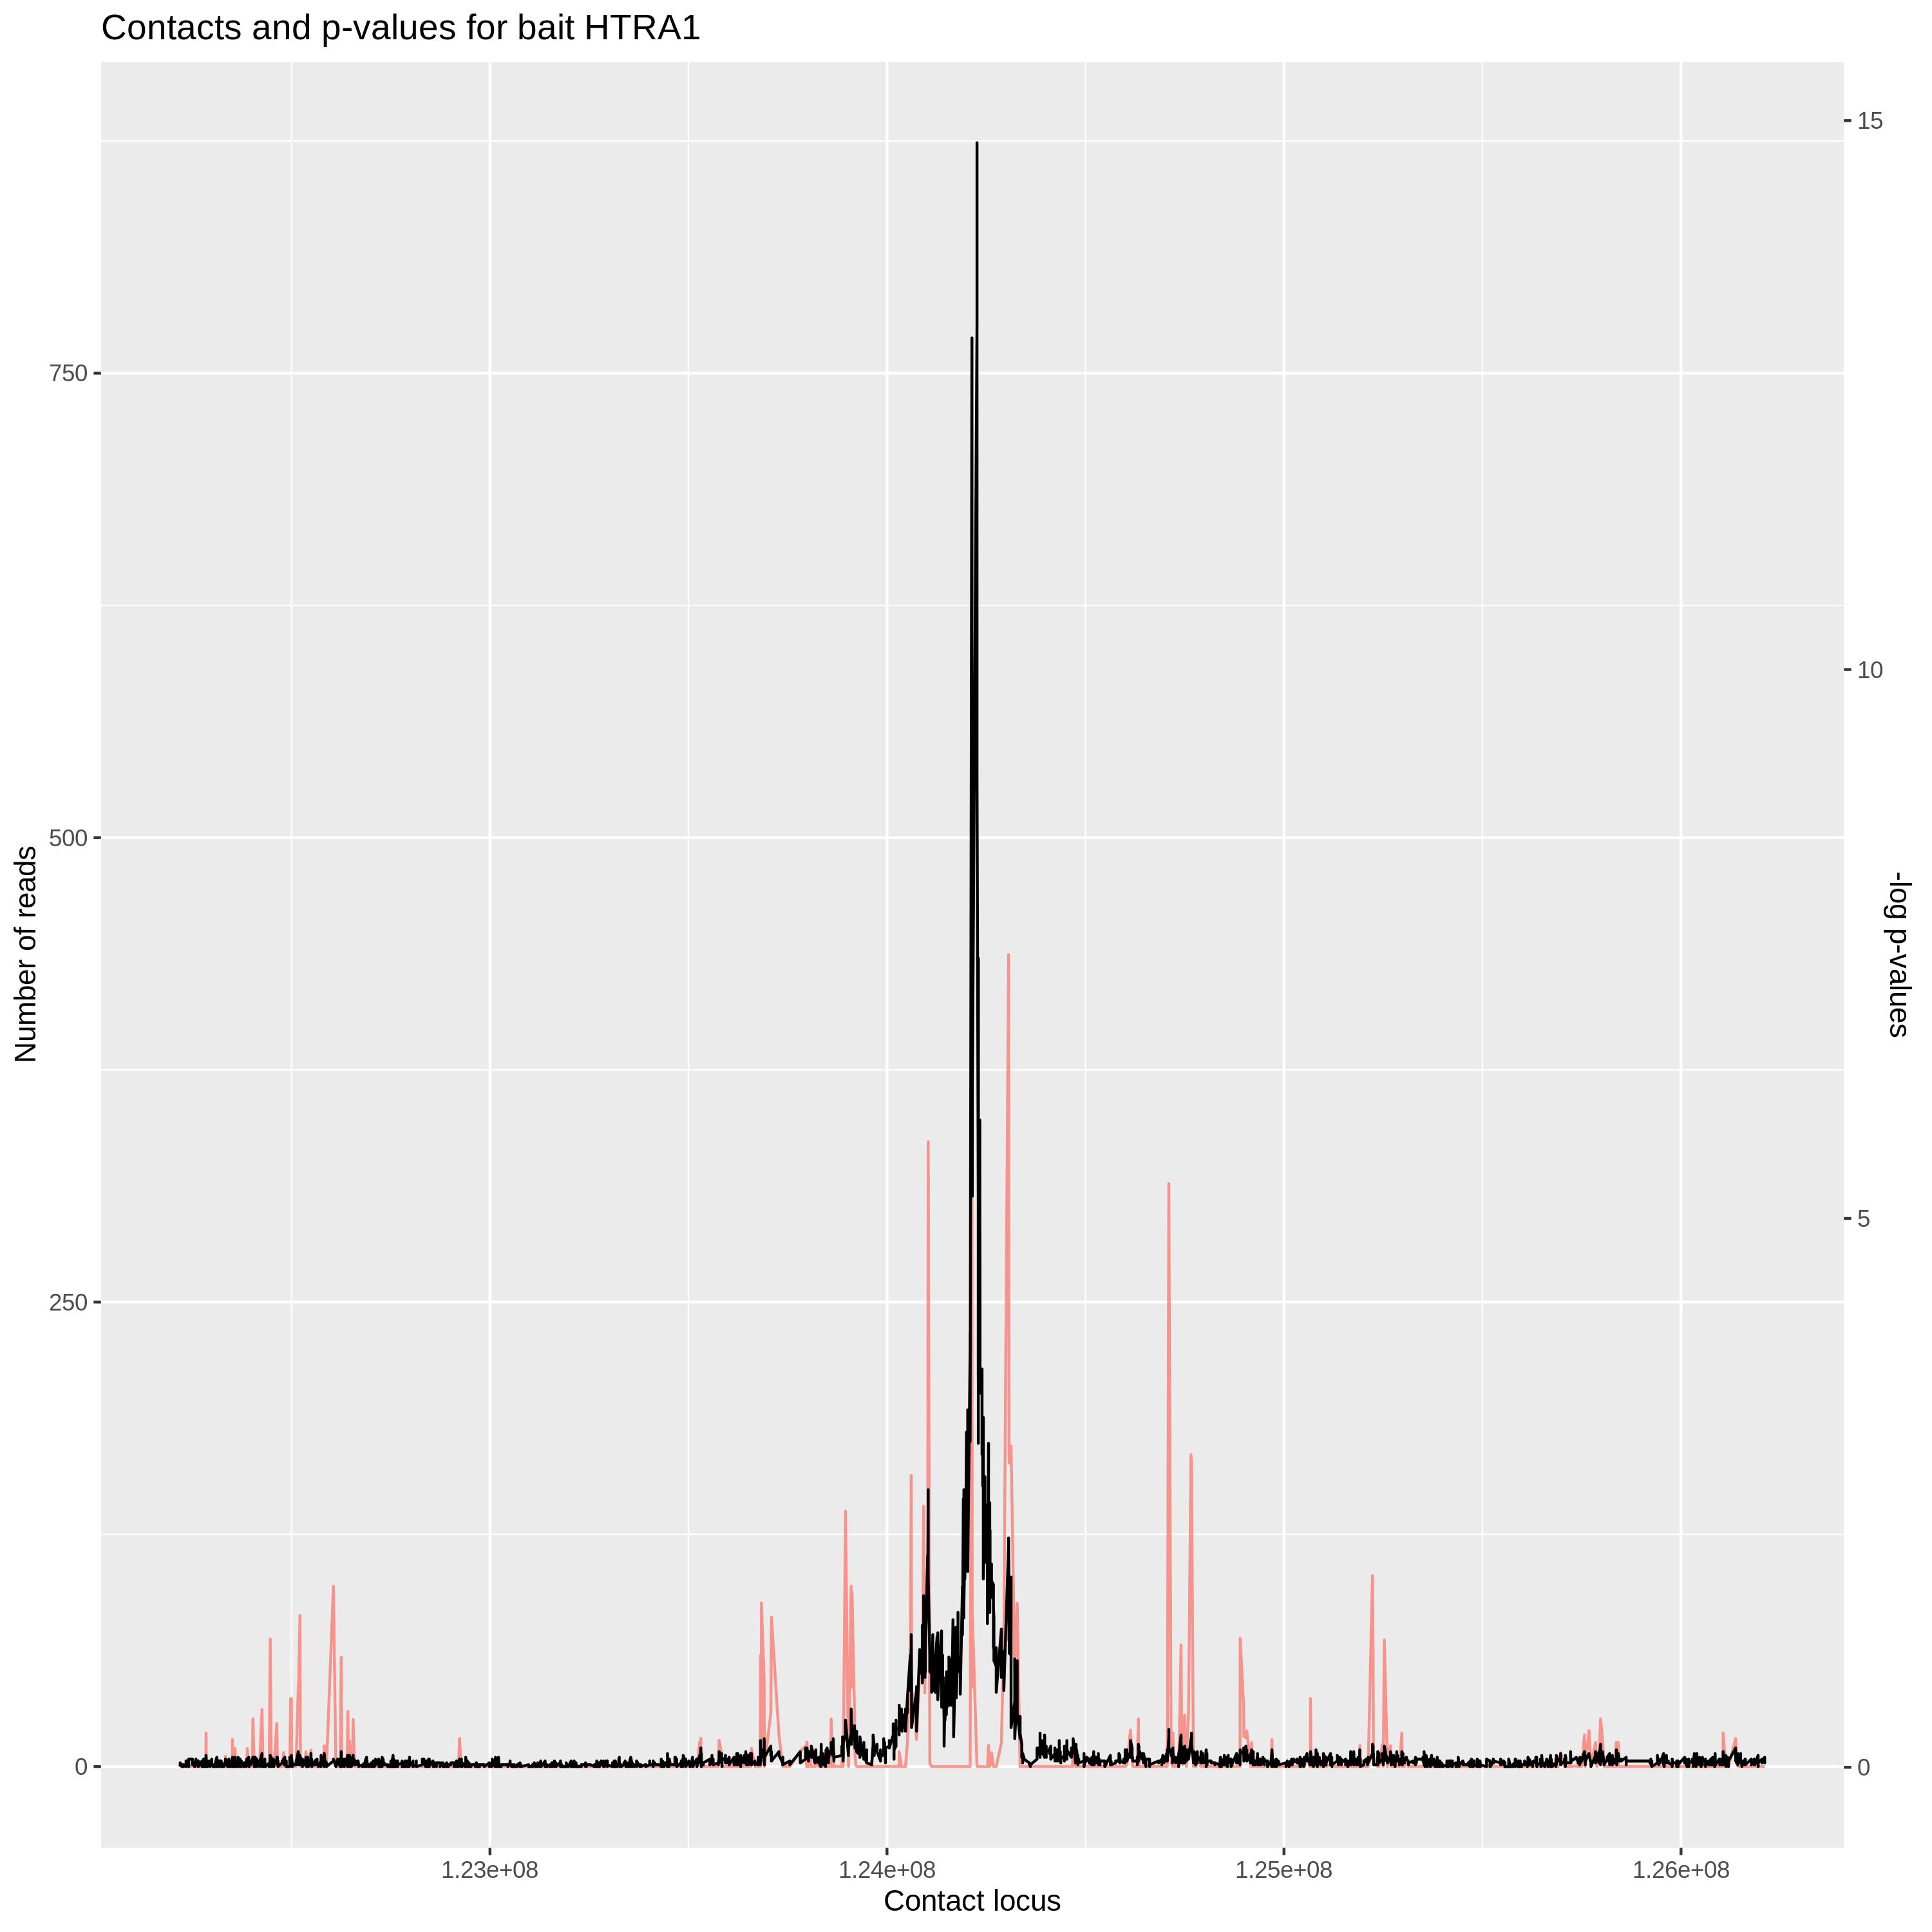 Contacts and p-values for bait HTRA1
15
750
10
500
Number of reads
-log p-values
5
250
0
0
1.23e+08
1.24e+08
1.25e+08
1.26e+08
Contact locus